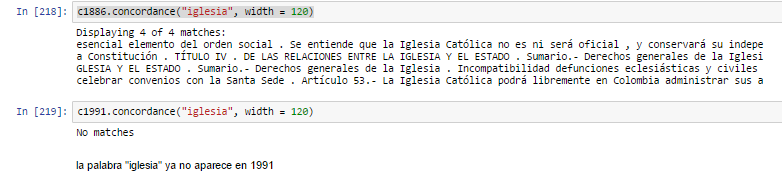 In [218]: c1886.concordance("iglesia", width = 120)
Displaying 4 of 4 matches:
esencial elemento del orden social . Se entiende que la Iglesia Católica no es ni será oficial , y conservará su indepe
a Constitución . TÍTULO IV . DE LAS RELACIONES ENTRE LA IGLESIA Y EL ESTADO . Sumario.- Derechos generales de la Iglesi
GLESIA Y EL ESTADO . Sumario.- Derechos generales de la Iglesia . Incompatibilidad defunciones eclesiásticas y civiles
celebrar convenios con la Santa Sede . Artículo 53.- La Iglesia Católica podrá libremente en Colombia administrar sus a
In [219]: c1991.concordance("iglesia", width = 120)
No matches
la palabra "iglesia" ya no aparece en 1991